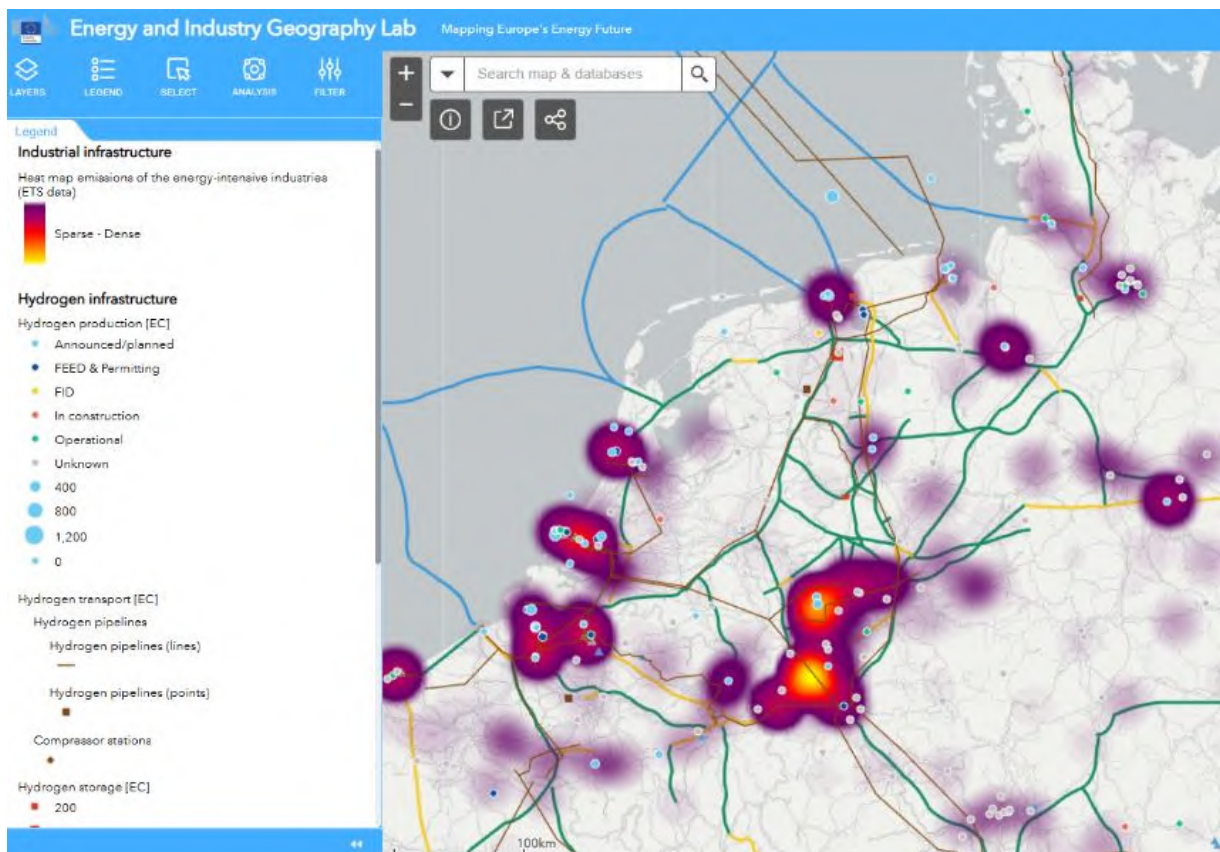 Energy and Industry Geography Lab
Mapping Europe's Energy Future
LAYERS
LEGEND
SELECT
ANALYSIS
FILTER
Search map & databases
Legend
Industrial infrastructure
Heat map emissions of the energy-intensive industries
(ETS data)
Sparse - Dense
Hydrogen infrastructure
Hydrogen production [EC]
Announced/planned
FEED & Permitting
FID
In construction
Operational
Unknown
400
800
1,200
0
Hydrogen transport [EC]
Hydrogen pipelines
Hydrogen pipelines (lines)
Hydrogen pipelines (points)
Compressor stations
Hydrogen storage [EC]
200
100km